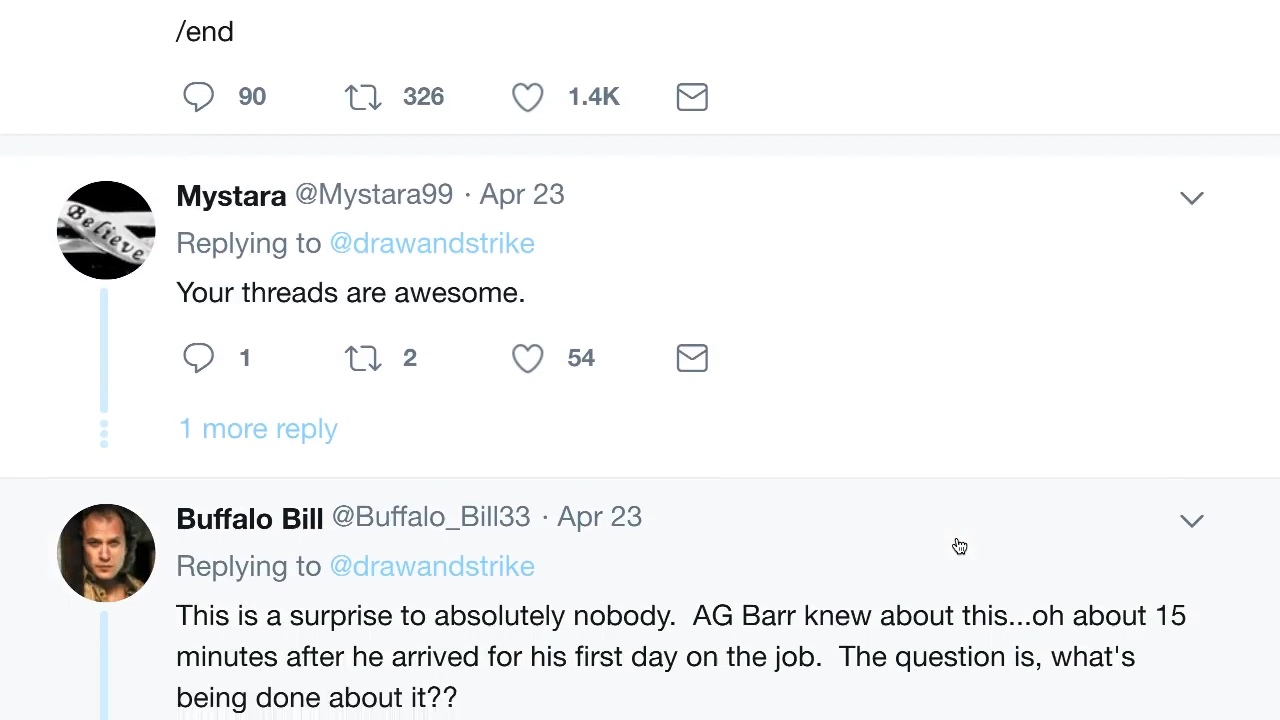 /end
90 326 1.4K
Believe
Mystara @Mystara99 · Apr 23
Replying to @drawandstrike
Your threads are awesome.
1 2 54
1 more reply
Buffalo Bill @Buffalo_Bill33 · Apr 23
Replying to @drawandstrike
This is a surprise to absolutely nobody.  AG Barr knew about this...oh about 15
minutes after he arrived for his first day on the job.  The question is, what's
being done about it??